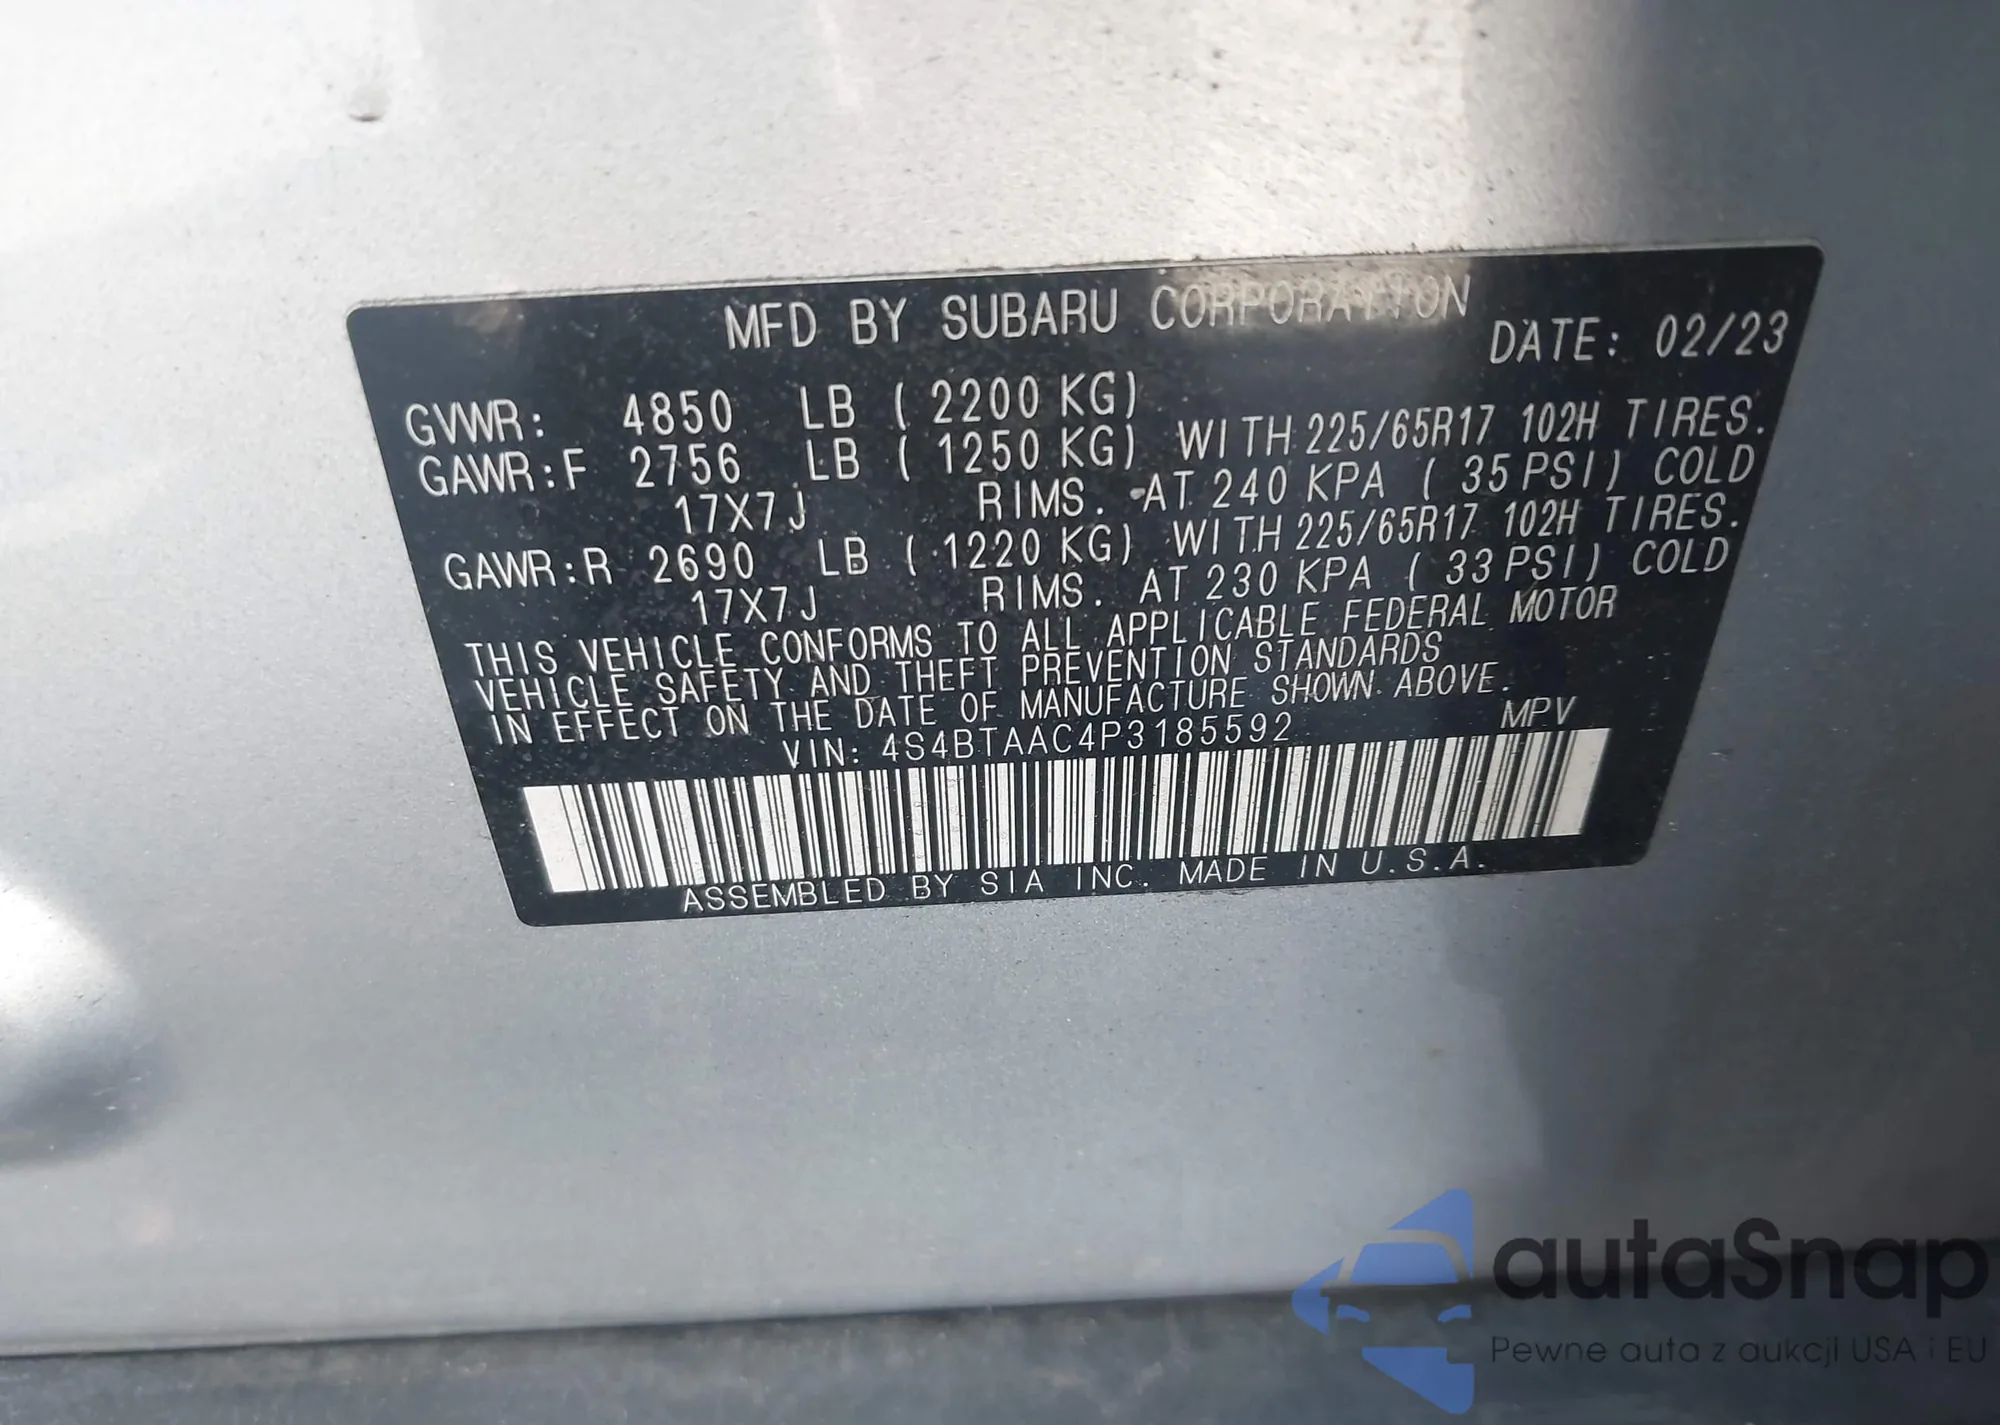 MFD BY SUBARU CORPORATION
DATE: 02/23
GVWR: 4850 LB ( 2200 KG)
GAWR:F 2756 LB ( 1250 KG) WITH 225/65R17 102H TIRES.
17X7J RIMS. AT 240 KPA ( 35 PSI) COLD
GAWR:R 2690 LB ( 1220 KG) WITH 225/65R17 102H TIRES.
17X7J RIMS. AT 230 KPA ( 33 PSI) COLD
THIS VEHICLE CONFORMS TO ALL APPLICABLE FEDERAL MOTOR
VEHICLE SAFETY AND THEFT PREVENTION STANDARDS
IN EFFECT ON THE DATE OF MANUFACTURE SHOWN ABOVE.
VIN: 4S4BTAAC4P3185592 MPV
ASSEMBLED BY SIA INC. MADE IN U.S.A.
autaSnap
Pewne auta z aukcji USA i EU